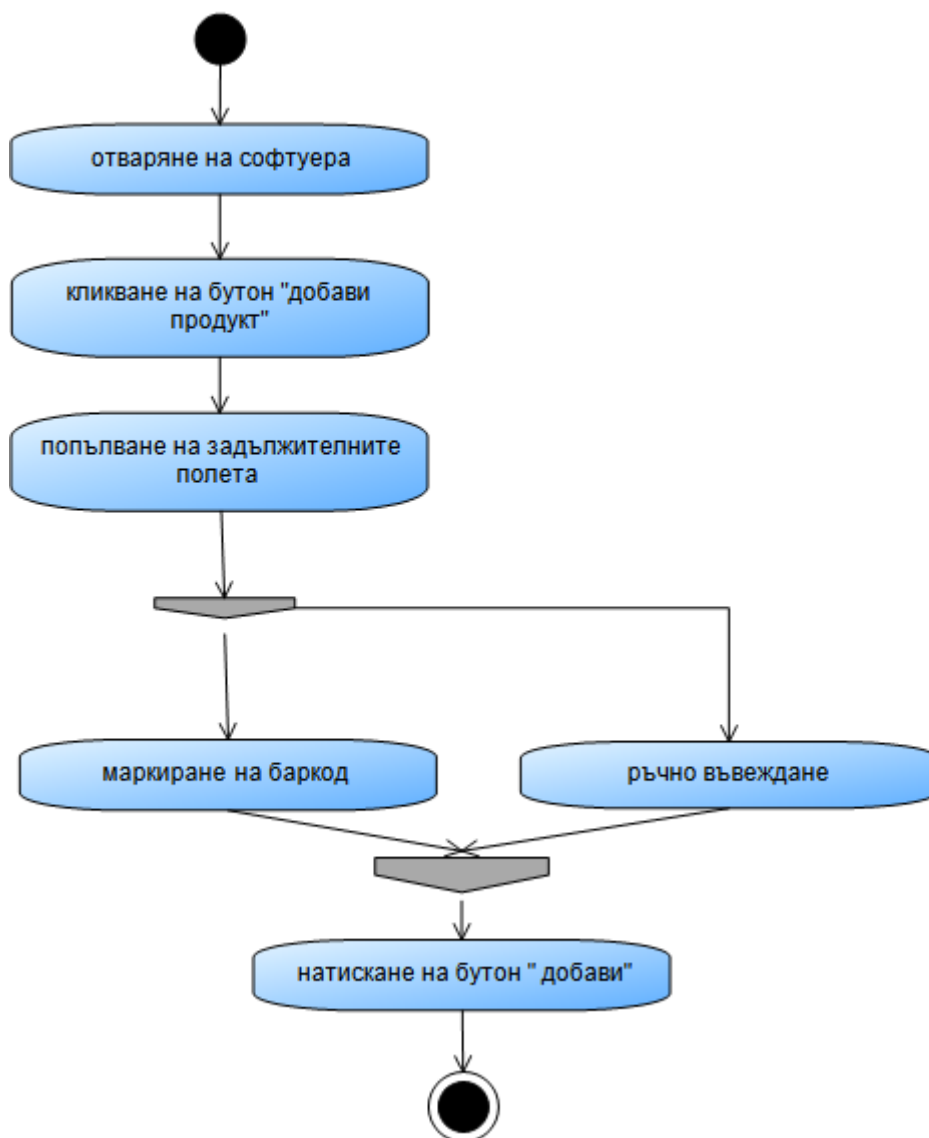 отваряне на софтуера
кликване на бутон "добави
продукт"
попълване на задължителните
полета
маркиране на баркод
ръчно въвеждане
натискане на бутон " добави"